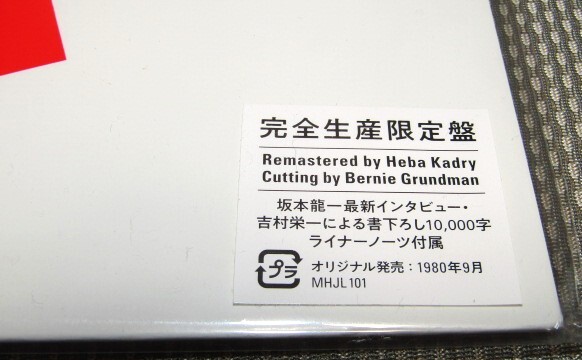 完全生産限定盤
Remastered by Heba Kadry
Cutting by Bernie Grundman
坂本龍一最新インタビュー・
吉村栄一による書下ろし10,000字
ライナーノーツ付属
プラ
オリジナル発売：1980年9月
MHJL 101